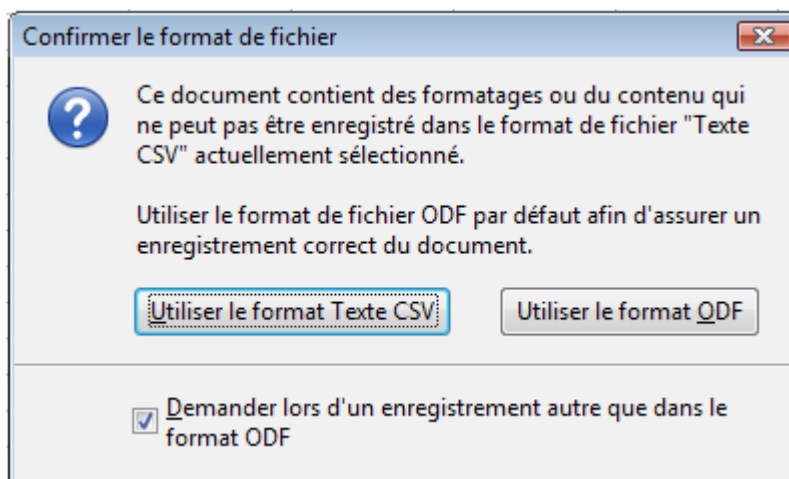 Confirmer le format de fichier
Ce document contient des formatages ou du contenu qui
ne peut pas être enregistré dans le format de fichier "Texte
CSV" actuellement sélectionné.
Utiliser le format de fichier ODF par défaut afin d'assurer un
enregistrement correct du document.
Utiliser le format Texte CSV
Utiliser le format ODF
Demander lors d'un enregistrement autre que dans le
format ODF